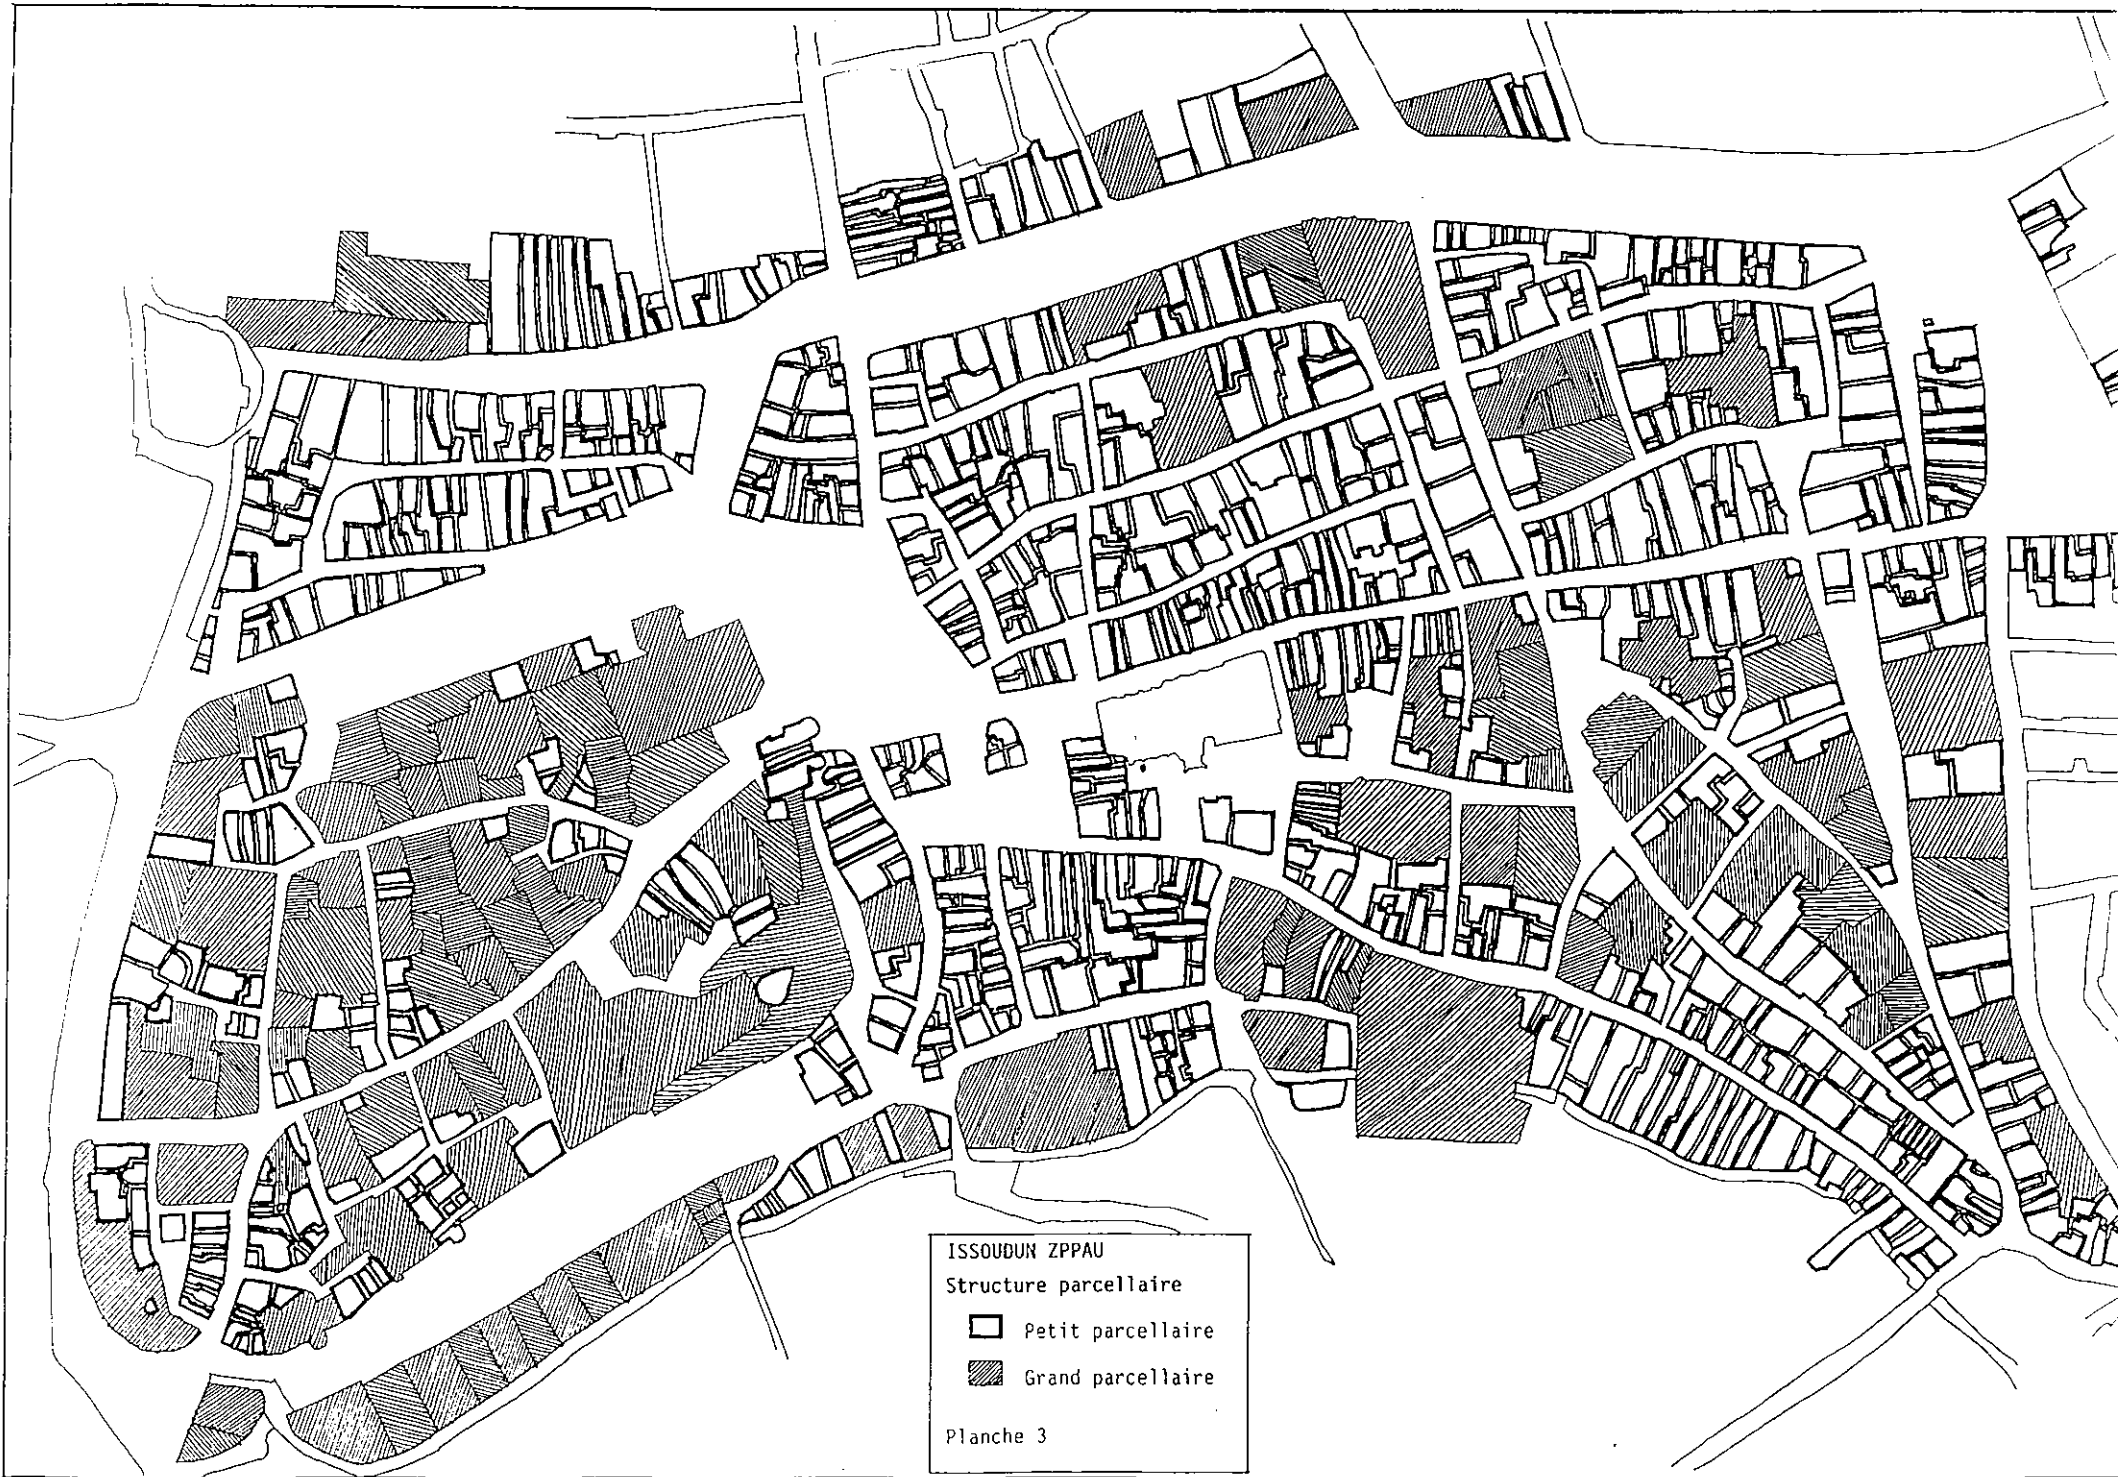 ISSOUDUN ZPPAU
Structure parcellaire
Petit parcellaire
Grand parcellaire
Planche 3